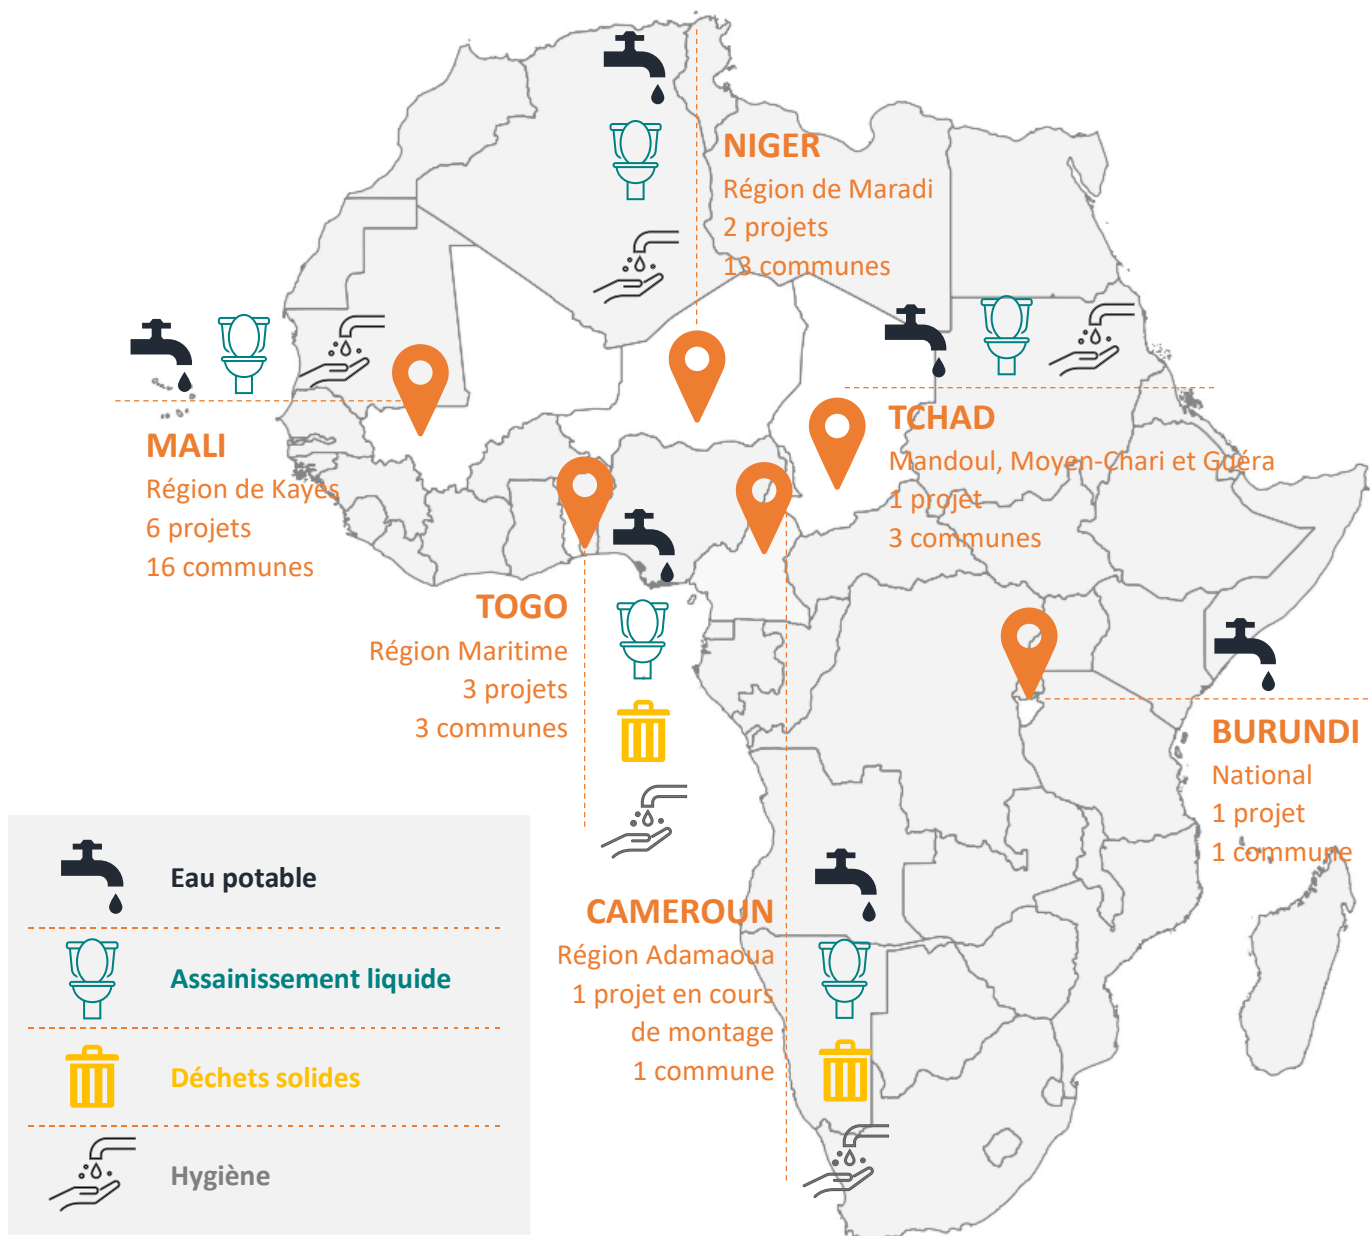 NIGER
Région de Maradi
2 projets
13 communes
MALI
Région de Kayes
6 projets
16 communes
TCHAD
Mandoul, Moyen-Chari et Guéra
1 projet
3 communes
TOGO
Région Maritime
3 projets
3 communes
BURUNDI
National
1 projet
1 commune
CAMEROUN
Région Adamaoua
1 projet en cours
de montage
1 commune
Eau potable
Assainissement liquide
Déchets solides
Hygiène